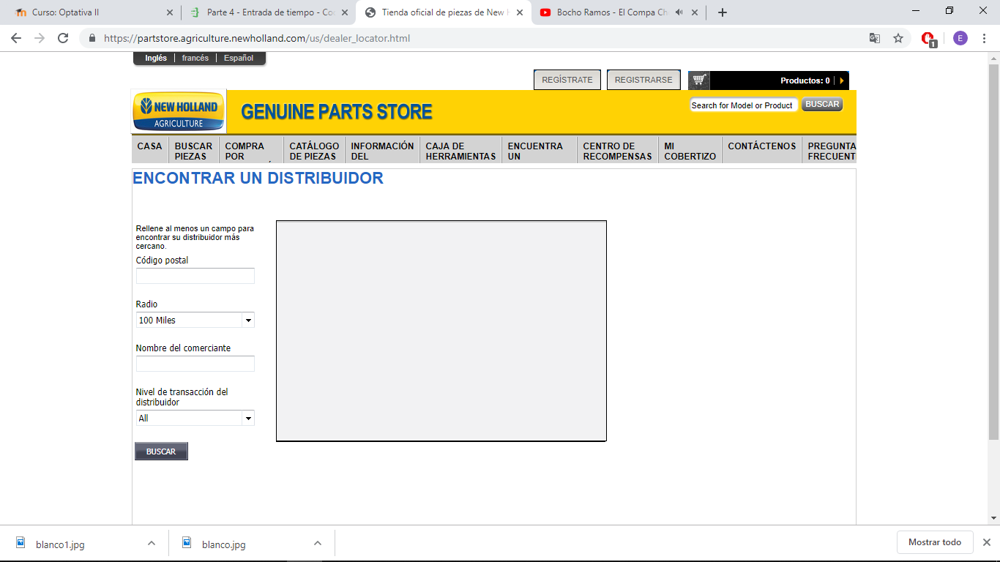 Curso: Optativa II
Parte 4 - Entrada de tiempo - Co
Tienda oficial de piezas de New H
Bocho Ramos - El Compa Ch
https://partstore.agriculture.newholland.com/us/dealer_locator.html
E
1
Inglés | francés | Español
REGÍSTRATE
REGISTRARSE
Productos: 0
NEW HOLLAND
AGRICULTURE
GENUINE PARTS STORE
Search for Model or Product
BUSCAR
CASA
BUSCAR
PIEZAS
COMPRA
POR
CATÁLOGO
DE PIEZAS
INFORMACIÓN
DEL
CAJA DE
HERRAMIENTAS
ENCUENTRA
UN
CENTRO DE
RECOMPENSAS
MI
COBERTIZO
CONTÁCTENOS
PREGUNTA
FRECUENT
ENCONTRAR UN DISTRIBUIDOR
Rellene al menos un campo para
encontrar su distribuidor más
cercano.
Código postal
Radio
100 Miles
Nombre del comerciante
Nivel de transacción del
distribuidor
All
BUSCAR
blanco1.jpg
blanco.jpg
Mostrar todo